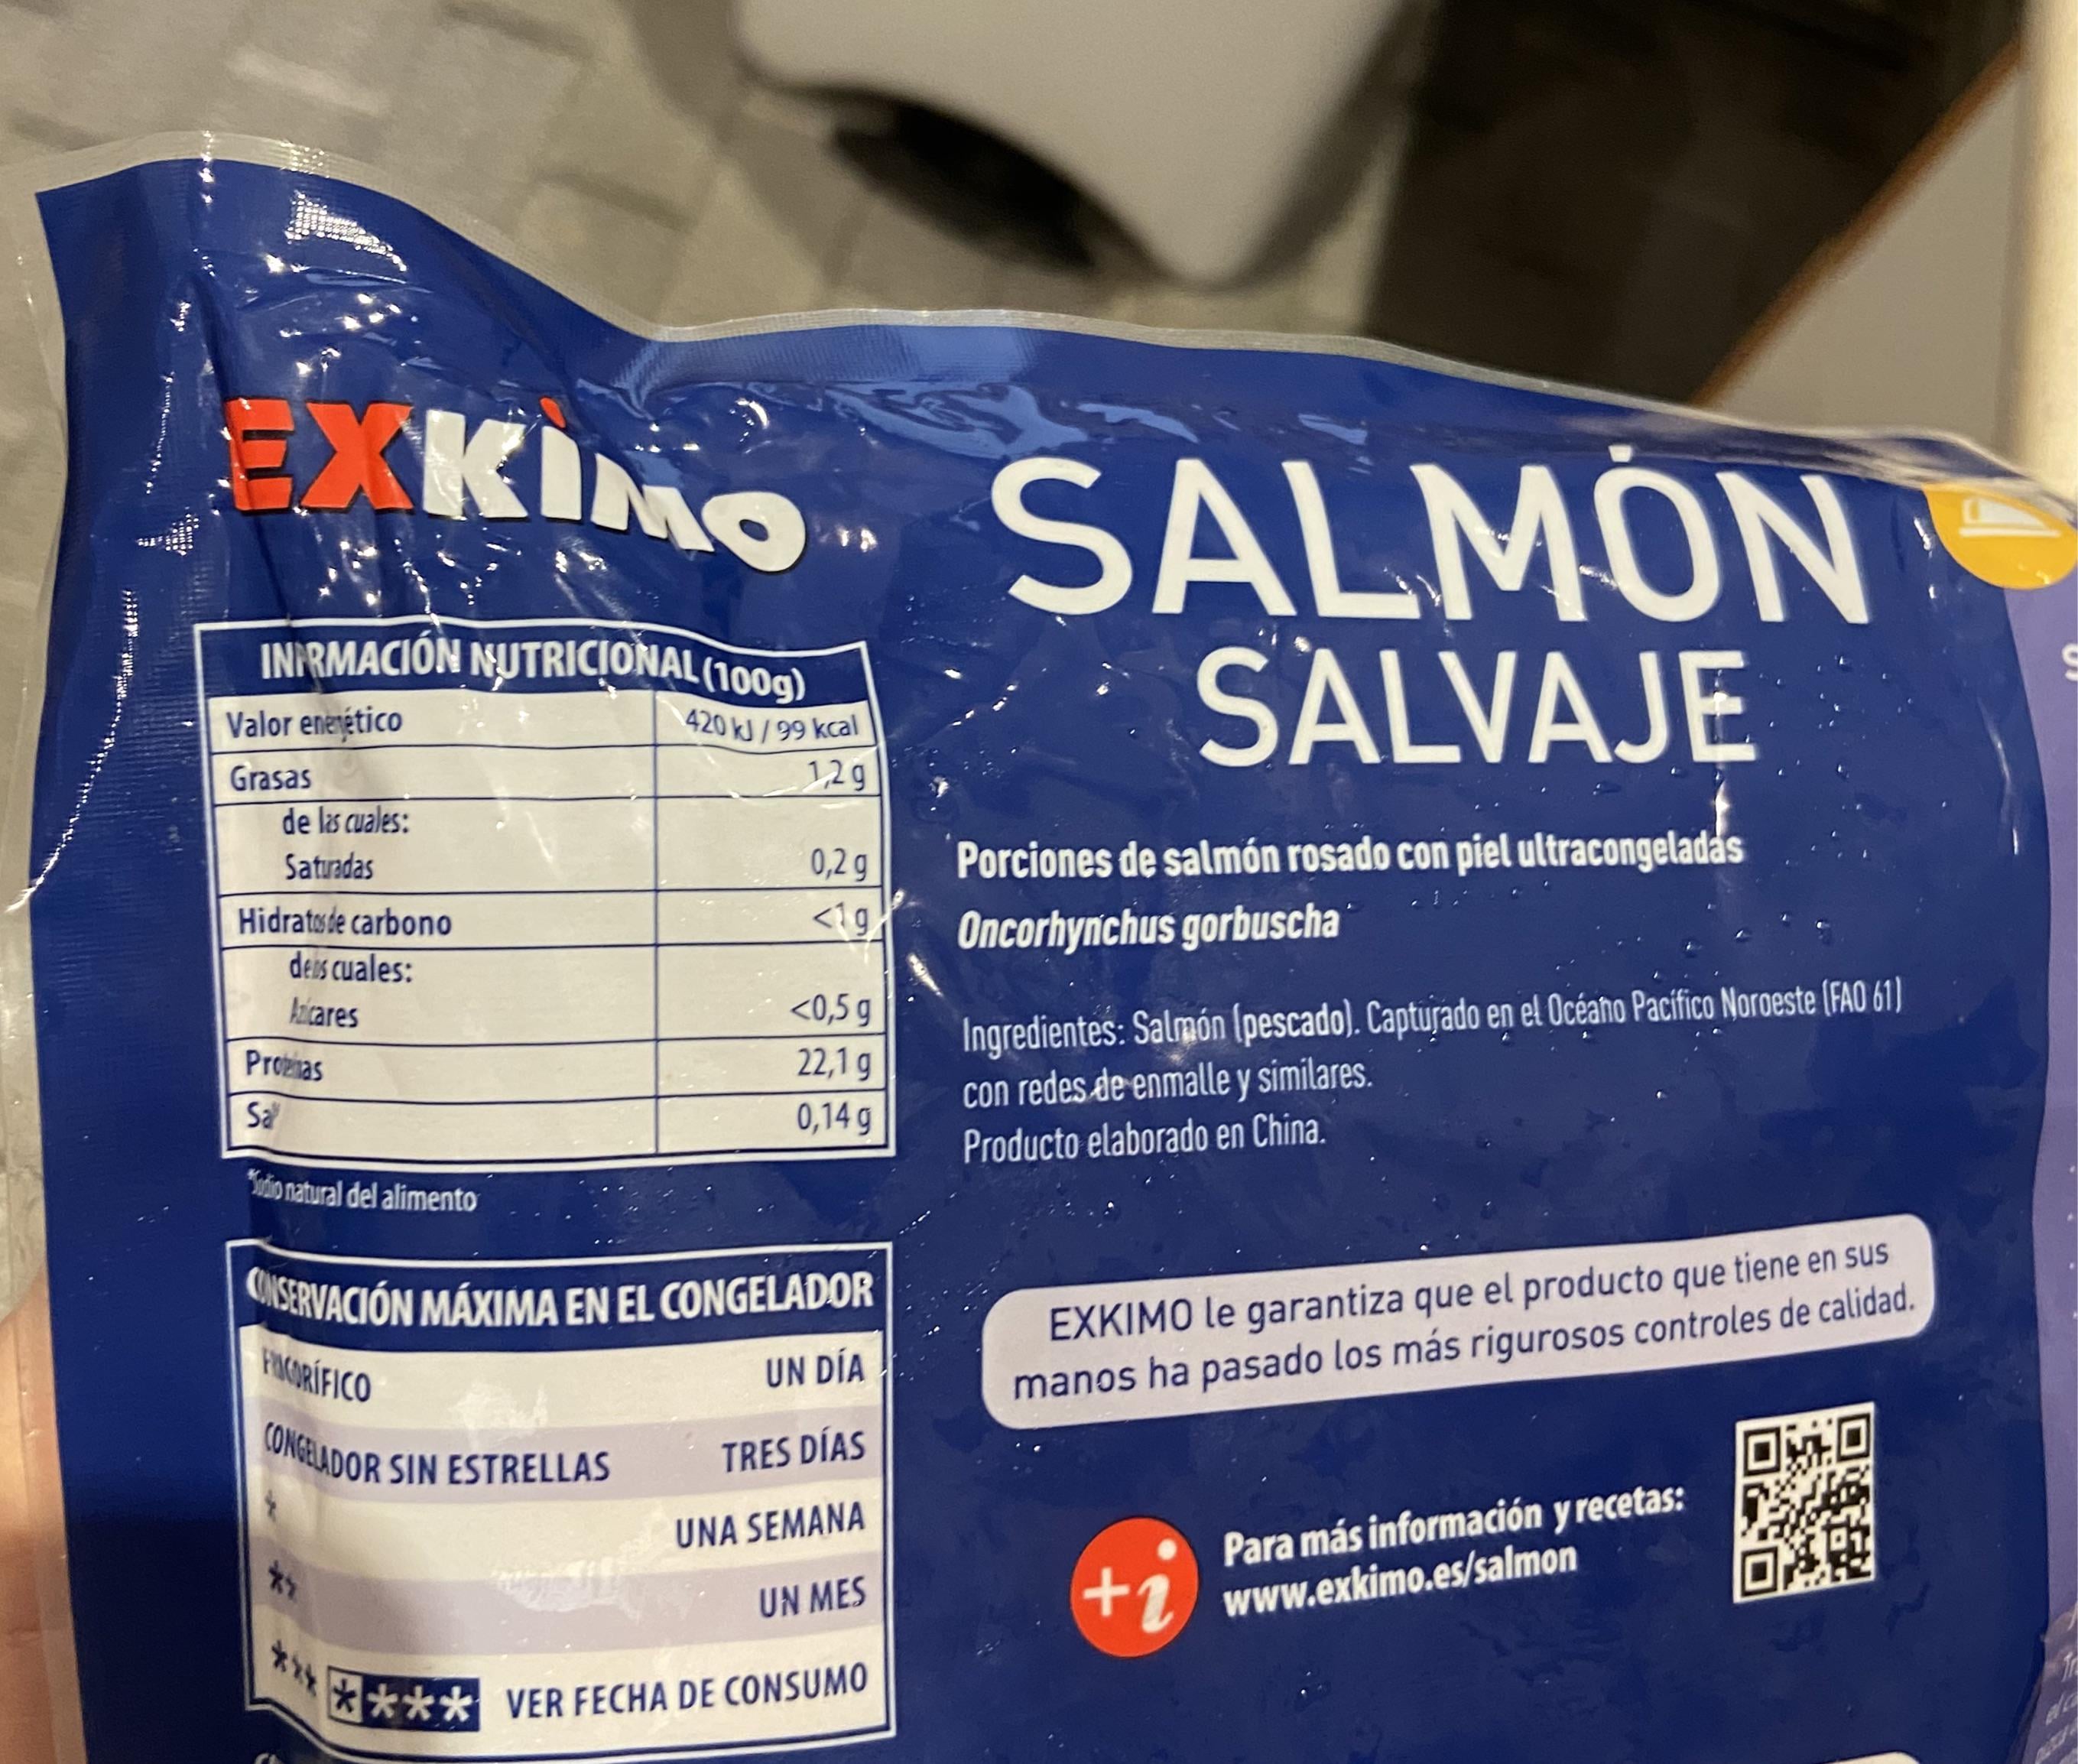 EXKIMO
SALMÓN
SALVAJE
INFORMACIÓN NUTRICIONAL (100g)
Valor energético 420 kJ / 99 kcal
Grasas 1,2 g
de las cuales:
Saturadas 0,2 g
Hidratos de carbono <1 g
de los cuales:
Azúcares <0,5 g
Proteínas 22,1 g
Sal* 0,14 g
*Sodio natural del alimento
CONSERVACIÓN MÁXIMA EN EL CONGELADOR
FRIGORÍFICO UN DÍA
CONGELADOR SIN ESTRELLAS TRES DÍAS
* UNA SEMANA
** UN MES
*** **** VER FECHA DE CONSUMO
Porciones de salmón rosado con piel ultracongeladas
Oncorhynchus gorbuscha
Ingredientes: Salmón (pescado). Capturado en el Océano Pacífico Noroeste (FAO 61)
con redes de enmalle y similares.
Producto elaborado en China.
EXKIMO le garantiza que el producto que tiene en sus
manos ha pasado los más rigurosos controles de calidad.
+i
Para más información y recetas:
www.exkimo.es/salmon